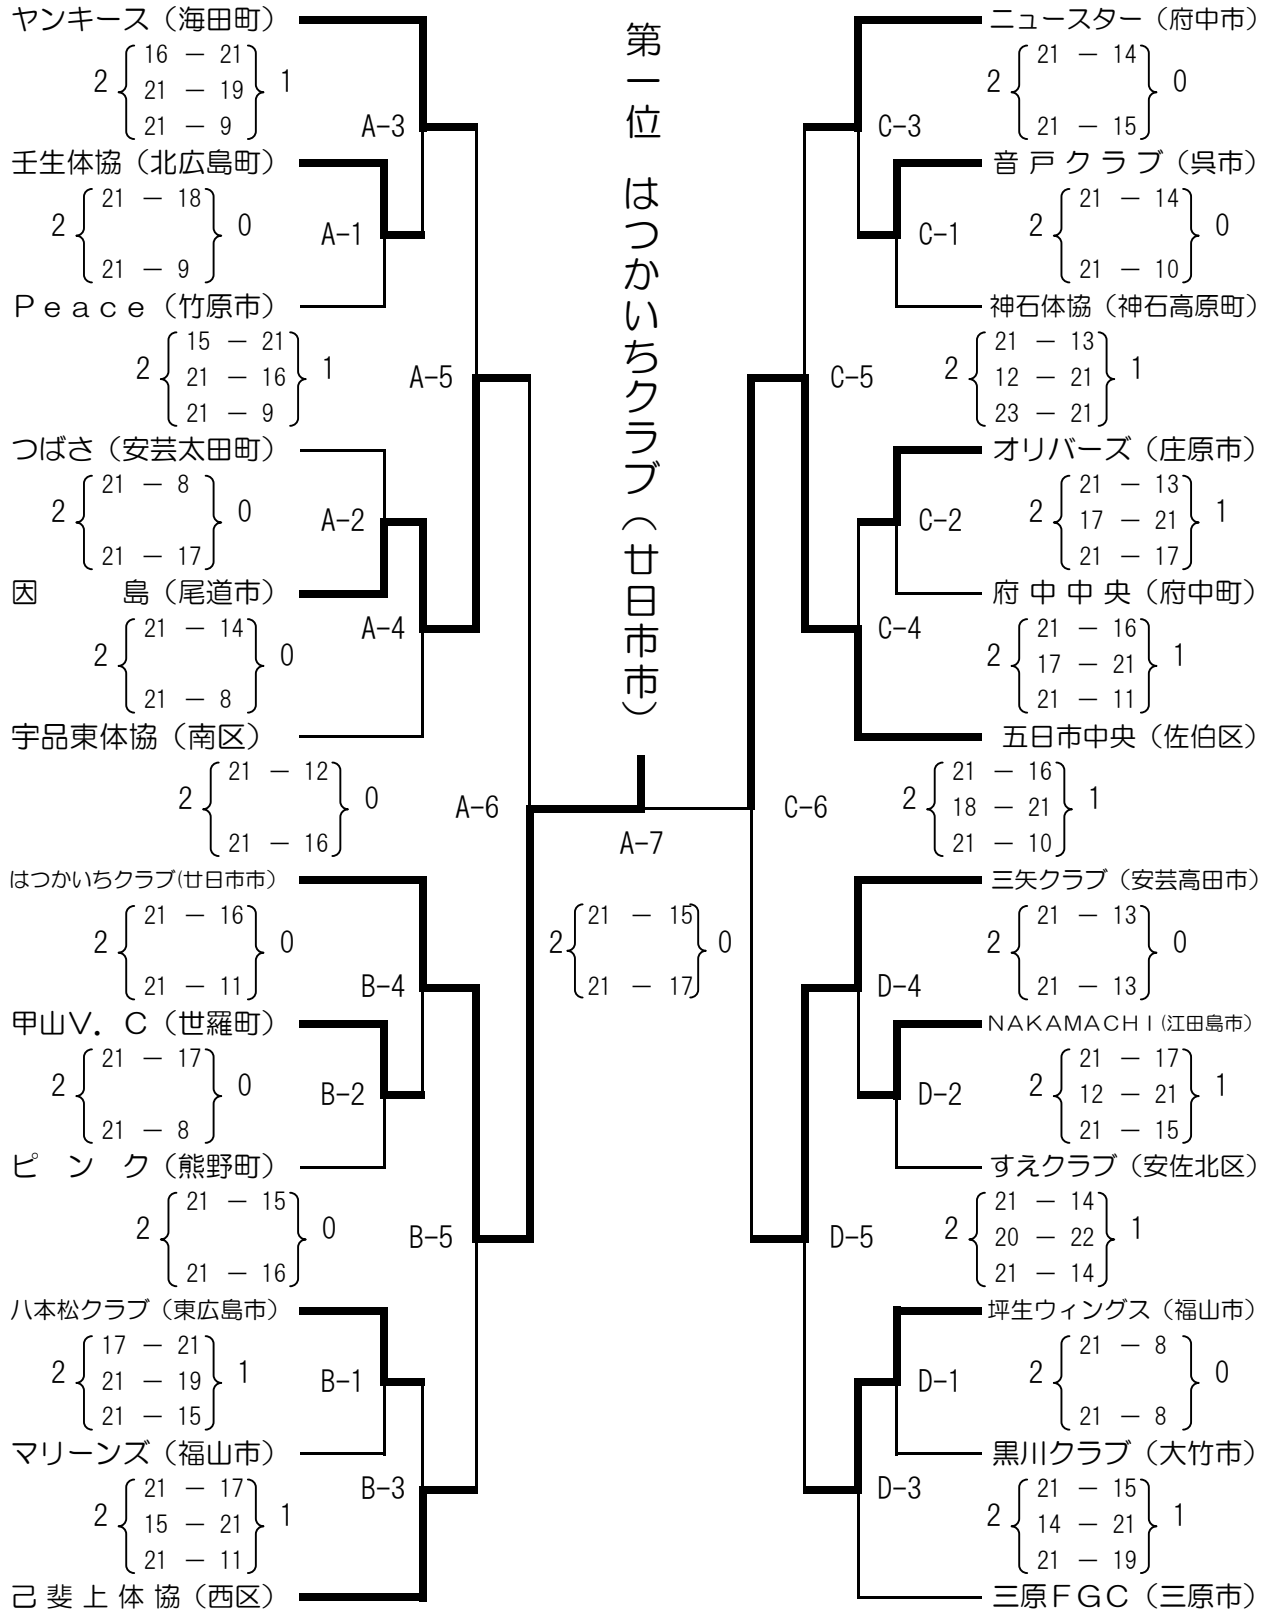 第一位 はつかいちクラブ（廿日市市）
ヤンキース（海田町）
16 － 21
2 21 － 19 1
21 － 9
A-3
壬生体協（北広島町）
21 － 18
2 0
21 － 9
A-1
Ｐｅａｃｅ（竹原市）
15 － 21
2 21 － 16 1
21 － 9
A-5
つばさ（安芸太田町）
21 － 8
2 0
21 － 17
A-2
因島（尾道市）
21 － 14
2 0
21 － 8
A-4
宇品東体協（南区）
21 － 12
2 0
21 － 16
A-6
はつかいちクラブ(廿日市市）
21 － 16
2 0
21 － 11
B-4
甲山Ｖ．Ｃ（世羅町）
21 － 17
2 0
21 － 8
B-2
ピンク（熊野町）
21 － 15
2 0
21 － 16
B-5
八本松クラブ（東広島市）
17 － 21
2 21 － 19 1
21 － 15
B-1
マリーンズ（福山市）
21 － 17
2 15 － 21 1
21 － 11
B-3
己斐上体協（西区）
A-7
21 － 15
2 0
21 － 17
ニュースター（府中市）
21 － 14
2 0
21 － 15
C-3
音戸クラブ（呉市）
21 － 14
2 0
21 － 10
C-1
神石体協（神石高原町）
21 － 13
2 12 － 21 1
23 － 21
C-5
オリバーズ（庄原市）
21 － 13
2 17 － 21 1
21 － 17
C-2
府中中央（府中町）
21 － 16
2 17 － 21 1
21 － 11
C-4
五日市中央（佐伯区）
21 － 16
2 18 － 21 1
21 － 10
C-6
三矢クラブ（安芸高田市）
21 － 13
2 0
21 － 13
D-4
ＮＡＫＡＭＡＣＨＩ(江田島市）
21 － 17
2 12 － 21 1
21 － 15
D-2
すえクラブ（安佐北区）
21 － 14
2 20 － 22 1
21 － 14
D-5
坪生ウィングス（福山市）
21 － 8
2 0
21 － 8
D-1
黒川クラブ（大竹市）
21 － 15
2 14 － 21 1
21 － 19
D-3
三原ＦＧＣ（三原市）